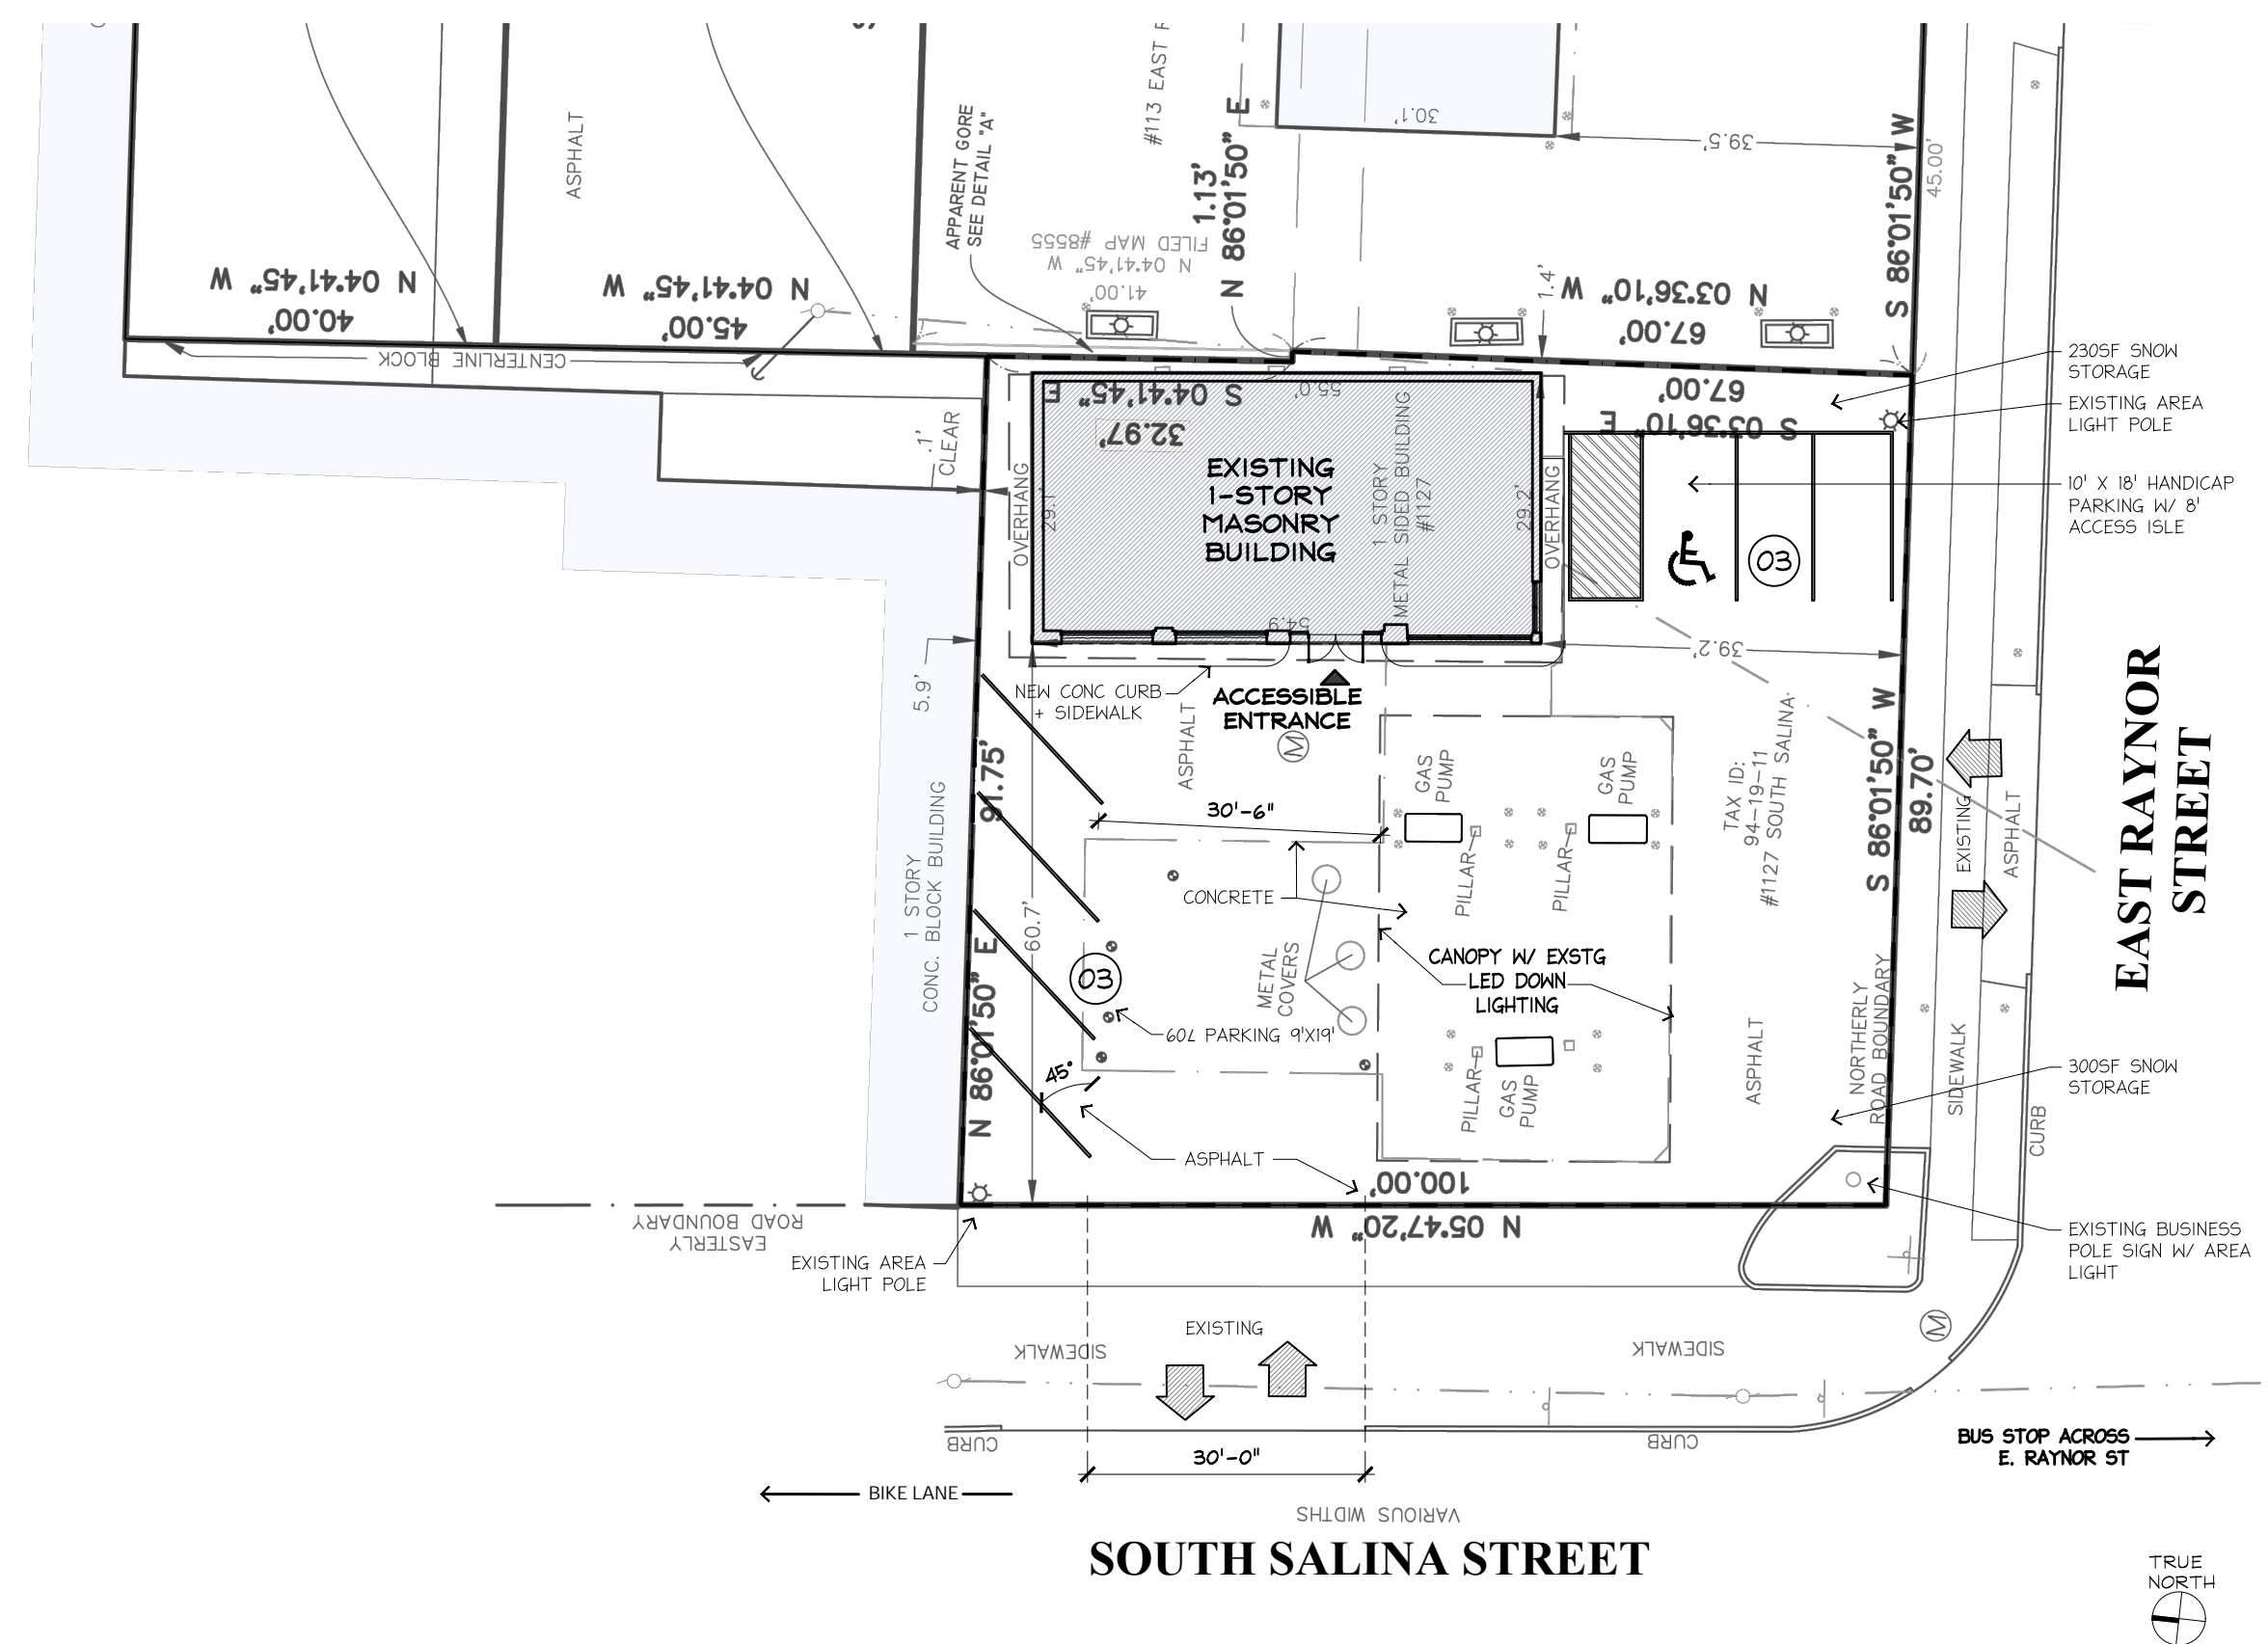 ASPHALT
#113 EAST
APPARENT GORE
SEE DETAIL "A"
1.13'
N 86°01'50" E
30.1'
39.5'
S 86°01'50" W
45.00'
N 04°41'45" W
40.00'
N 04°41'45" W
45.00'
41.00'
N 04°41'45" W
FILED MAP #8555
1.4'
N 03°36'10" W
67.00'
CENTERLINE BLOCK
230SF SNOW
STORAGE
EXISTING AREA
LIGHT POLE
10' X 18' HANDICAP
PARKING W/ 8'
ACCESS ISLE
S 04°41'45" E
32.97'
55.0'
67.00'
S 03°36'10" E
.1'
CLEAR
OVERHANG
29.1'
EXISTING
1-STORY
MASONRY
BUILDING
1 STORY
METAL SIDED BUILDING
#1127
29.2'
OVERHANG
03
54.9
39.2'
5.9'
NEW CONC CURB
+ SIDEWALK
ACCESSIBLE
ENTRANCE
M
ASPHALT
91.75'
N 86°01'50" E
1 STORY
CONC. BLOCK BUILDING
60.7'
30'-6"
GAS
PUMP
GAS
PUMP
PILLAR
PILLAR
CONCRETE
METAL
COVERS
CANOPY W/ EXSTG
LED DOWN
LIGHTING
03
60L PARKING 9'X19'
45°
PILLAR
GAS
PUMP
ASPHALT
TAX ID:
94-19-11
#1127 SOUTH SALINA
S 86°01'50" W
89.70'
ASPHALT
NORTHERLY
ROAD BOUNDARY
EXISTING
ASPHALT
SIDEWALK
CURB
EAST RAYNOR
STREET
300SF SNOW
STORAGE
EXISTING BUSINESS
POLE SIGN W/ AREA
LIGHT
100.00'
N 05°47'20" W
EASTERLY
ROAD BOUNDARY
EXISTING AREA
LIGHT POLE
EXISTING
SIDEWALK
SIDEWALK
M
CURB
CURB
30'-0"
BUS STOP ACROSS
E. RAYNOR ST
BIKE LANE
VARIOUS WIDTHS
SOUTH SALINA STREET
TRUE
NORTH